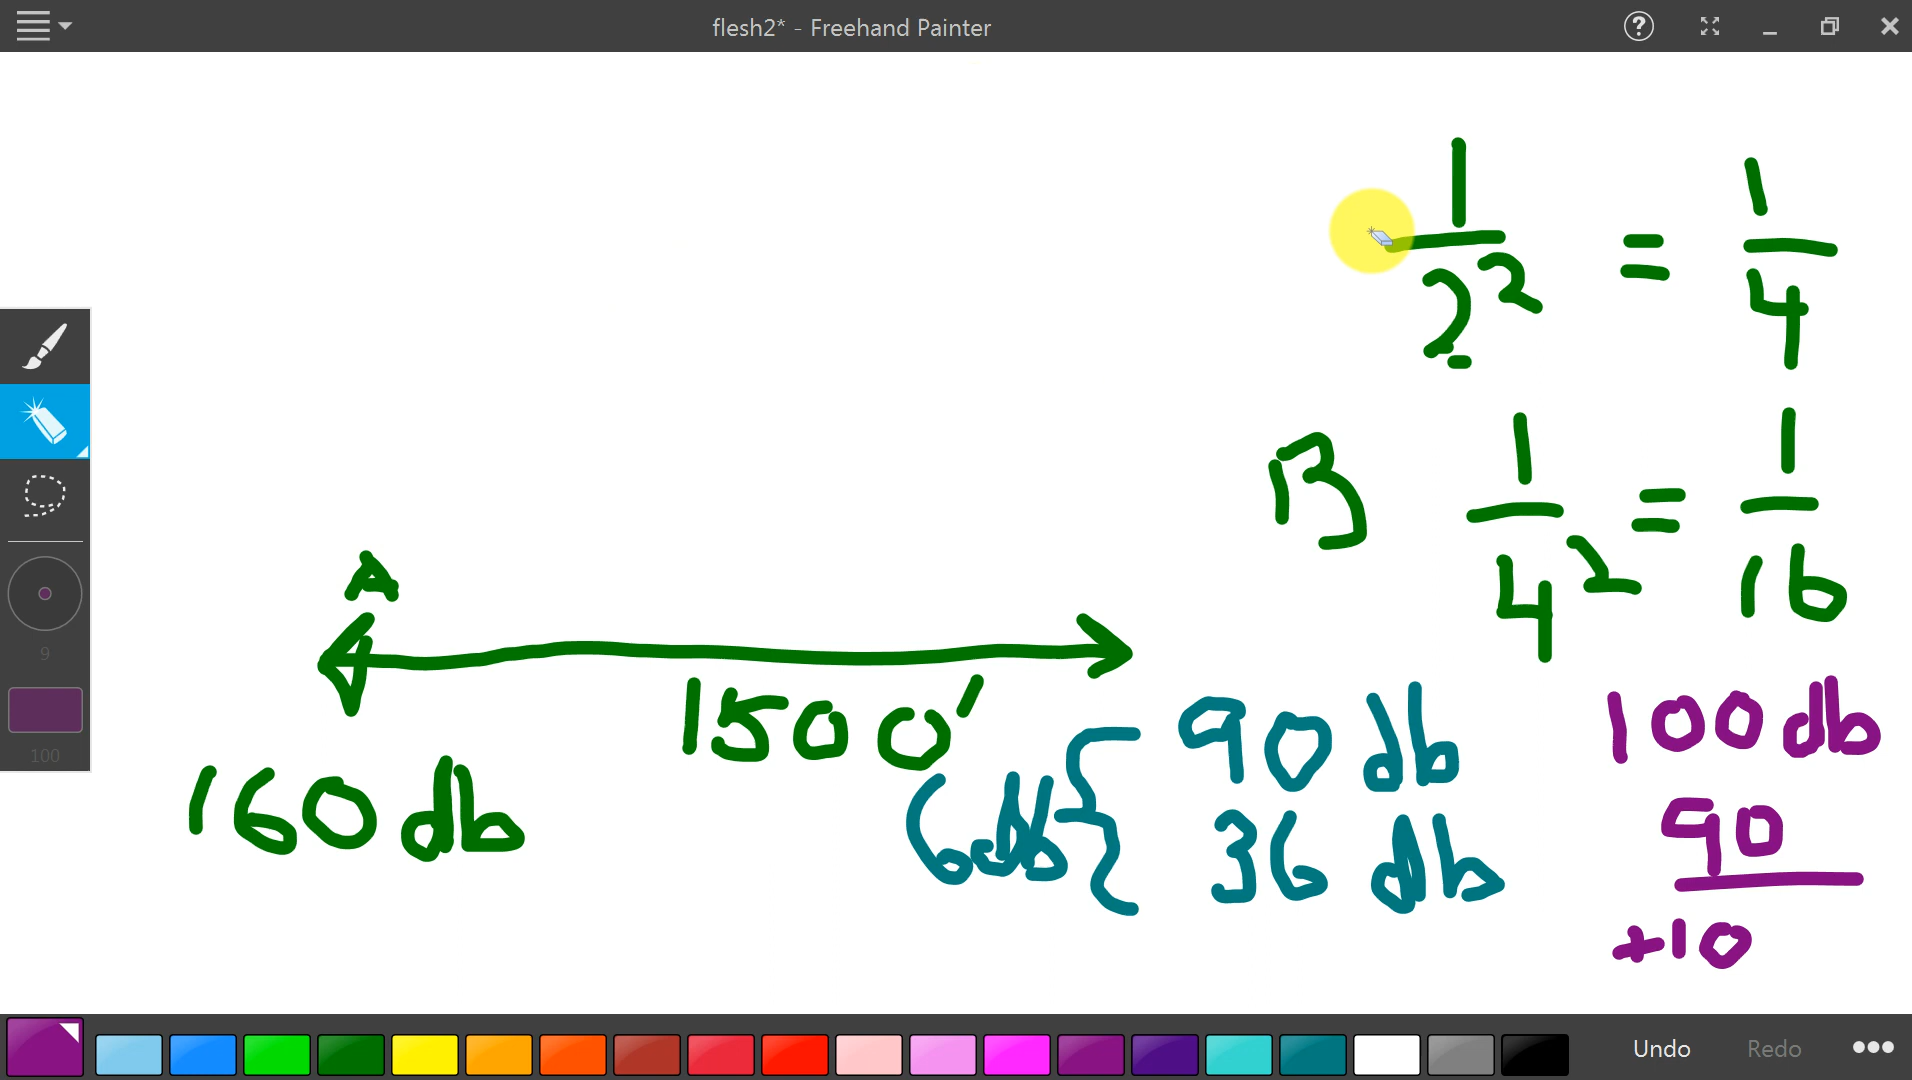 flesh2* - Freehand Painter
1/2² = 1/4
B 1/4² = 1/16
A
1500'
160 db
6db { 90 db
36 db
100 db
90
+10
9
100
Undo Redo